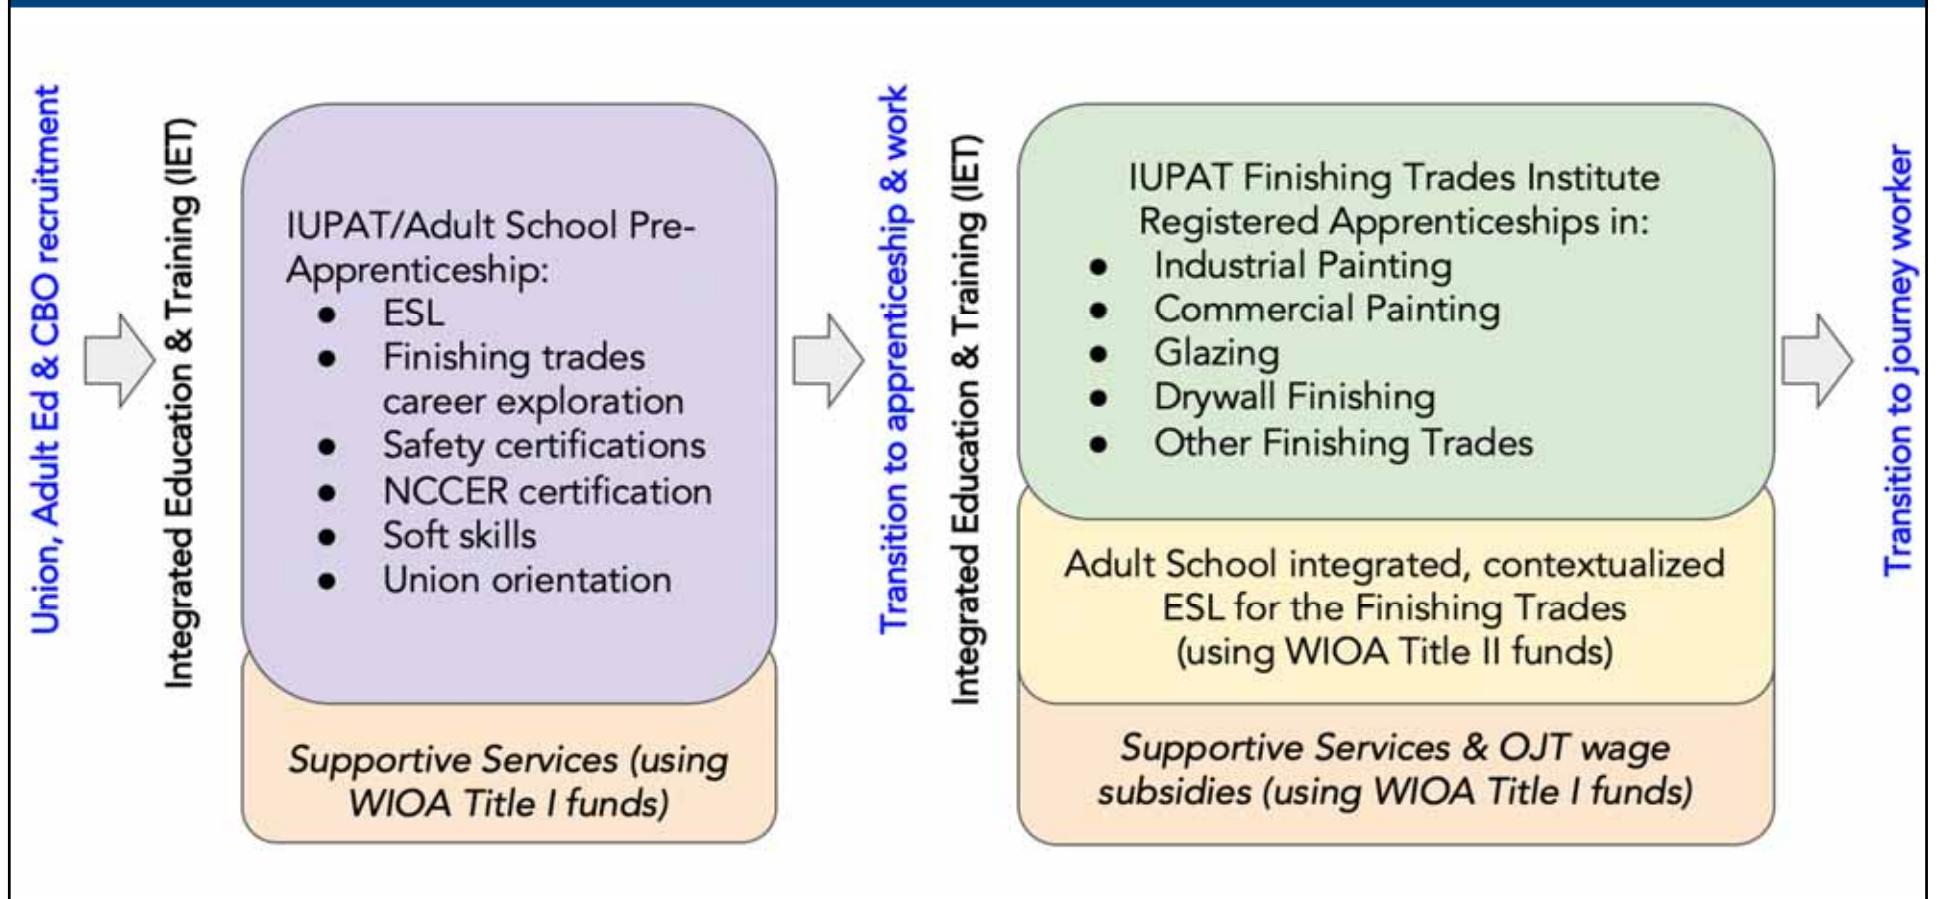 Union, Adult Ed & CBO recruitment
Integrated Education & Training (IET)
IUPAT/Adult School Pre-
Apprenticeship:
● ESL
● Finishing trades
career exploration
● Safety certifications
● NCCER certification
● Soft skills
● Union orientation
Supportive Services (using
WIOA Title I funds)
Transition to apprenticeship & work
Integrated Education & Training (IET)
IUPAT Finishing Trades Institute
Registered Apprenticeships in:
● Industrial Painting
● Commercial Painting
● Glazing
● Drywall Finishing
● Other Finishing Trades
Adult School integrated, contextualized
ESL for the Finishing Trades
(using WIOA Title II funds)
Supportive Services & OJT wage
subsidies (using WIOA Title I funds)
Transition to journey worker